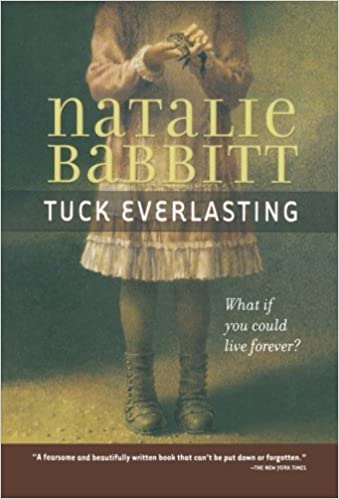 NATALIE
BABBITT
TUCK EVERLASTING
What if
you could
live forever?
"A fearsome and beautifully written book that can't be put down or forgotten."
—THE NEW YORK TIMES